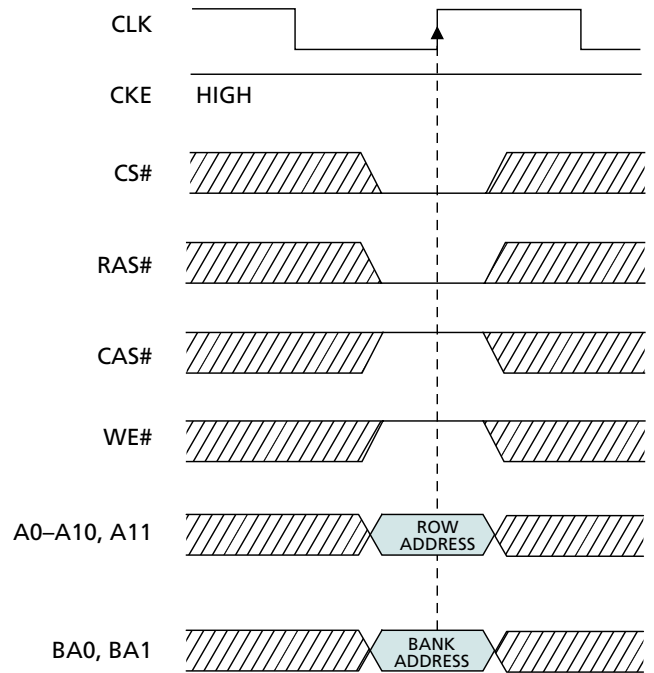 CLK
CKE HIGH
CS#
RAS#
CAS#
WE#
A0–A10, A11
ROW
ADDRESS
BA0, BA1
BANK
ADDRESS